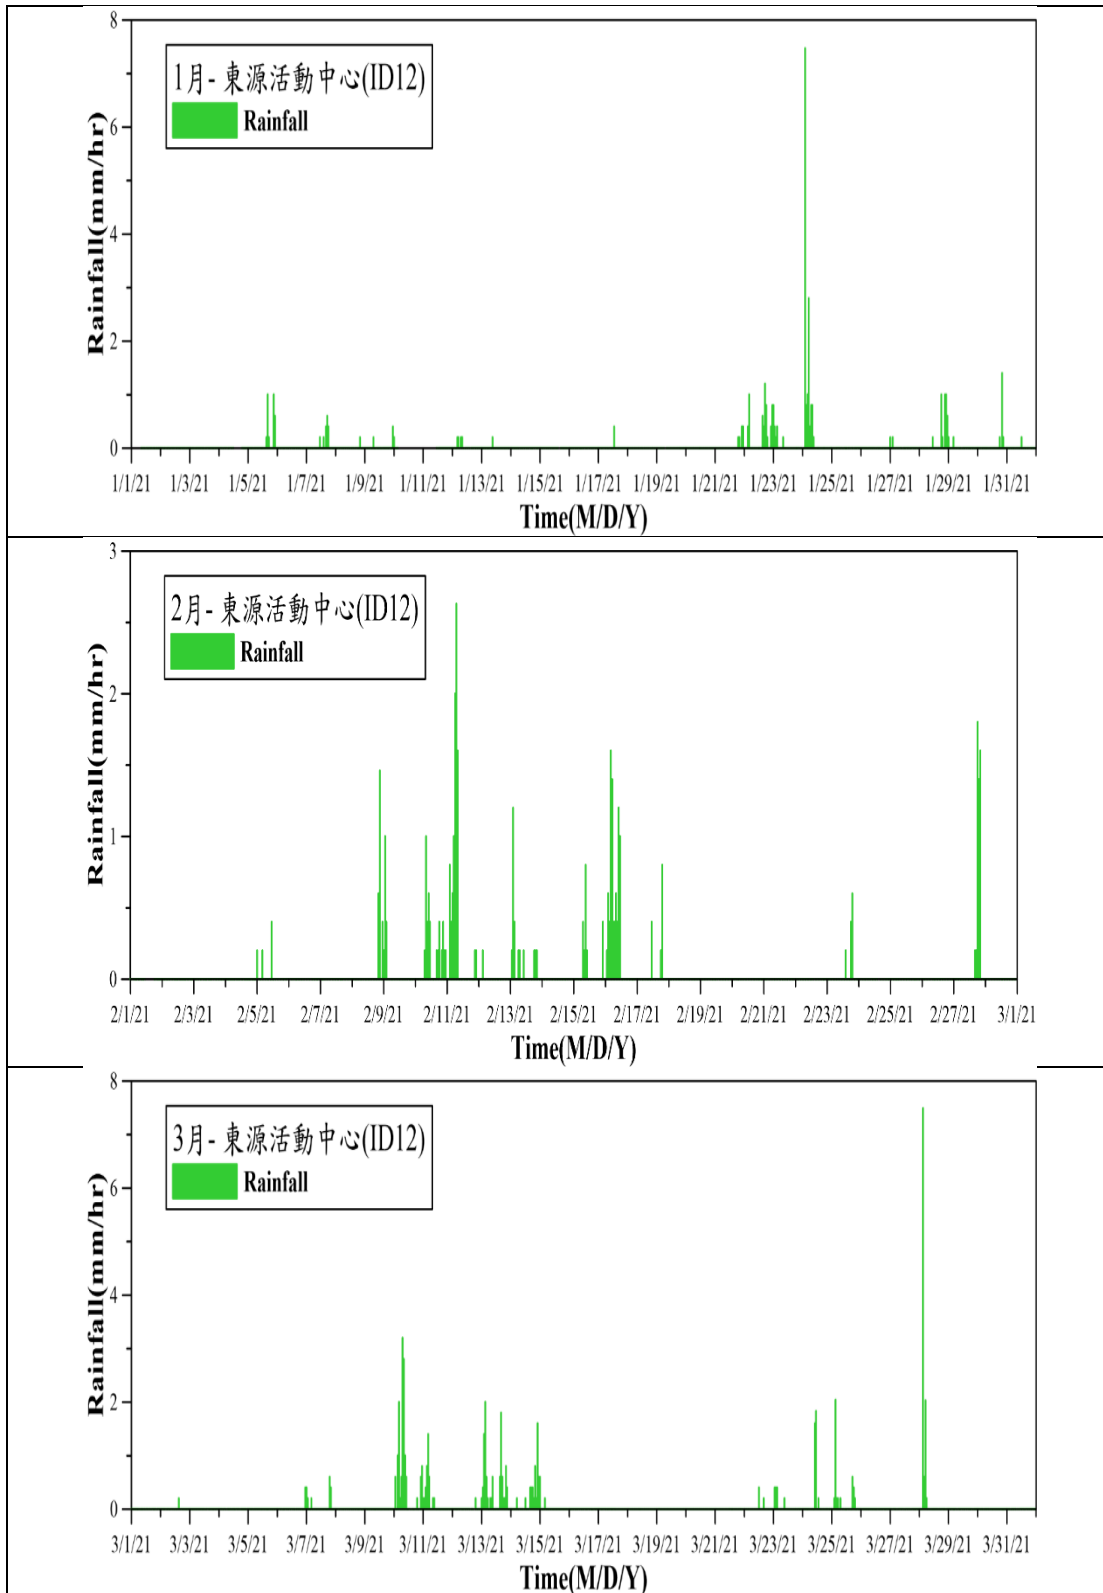 8
6
4
2
0
Rainfall(mm/hr)
1月- 東源活動中心(ID12)
Rainfall
1/1/21 1/3/21 1/5/21 1/7/21 1/9/21 1/11/21 1/13/21 1/15/21 1/17/21 1/19/21 1/21/21 1/23/21 1/25/21 1/27/21 1/29/21 1/31/21
Time(M/D/Y)
3
2
1
0
Rainfall(mm/hr)
2月- 東源活動中心(ID12)
Rainfall
2/1/21 2/3/21 2/5/21 2/7/21 2/9/21 2/11/21 2/13/21 2/15/21 2/17/21 2/19/21 2/21/21 2/23/21 2/25/21 2/27/21 3/1/21
Time(M/D/Y)
8
6
4
2
0
Rainfall(mm/hr)
3月- 東源活動中心(ID12)
Rainfall
3/1/21 3/3/21 3/5/21 3/7/21 3/9/21 3/11/21 3/13/21 3/15/21 3/17/21 3/19/21 3/21/21 3/23/21 3/25/21 3/27/21 3/29/21 3/31/21
Time(M/D/Y)